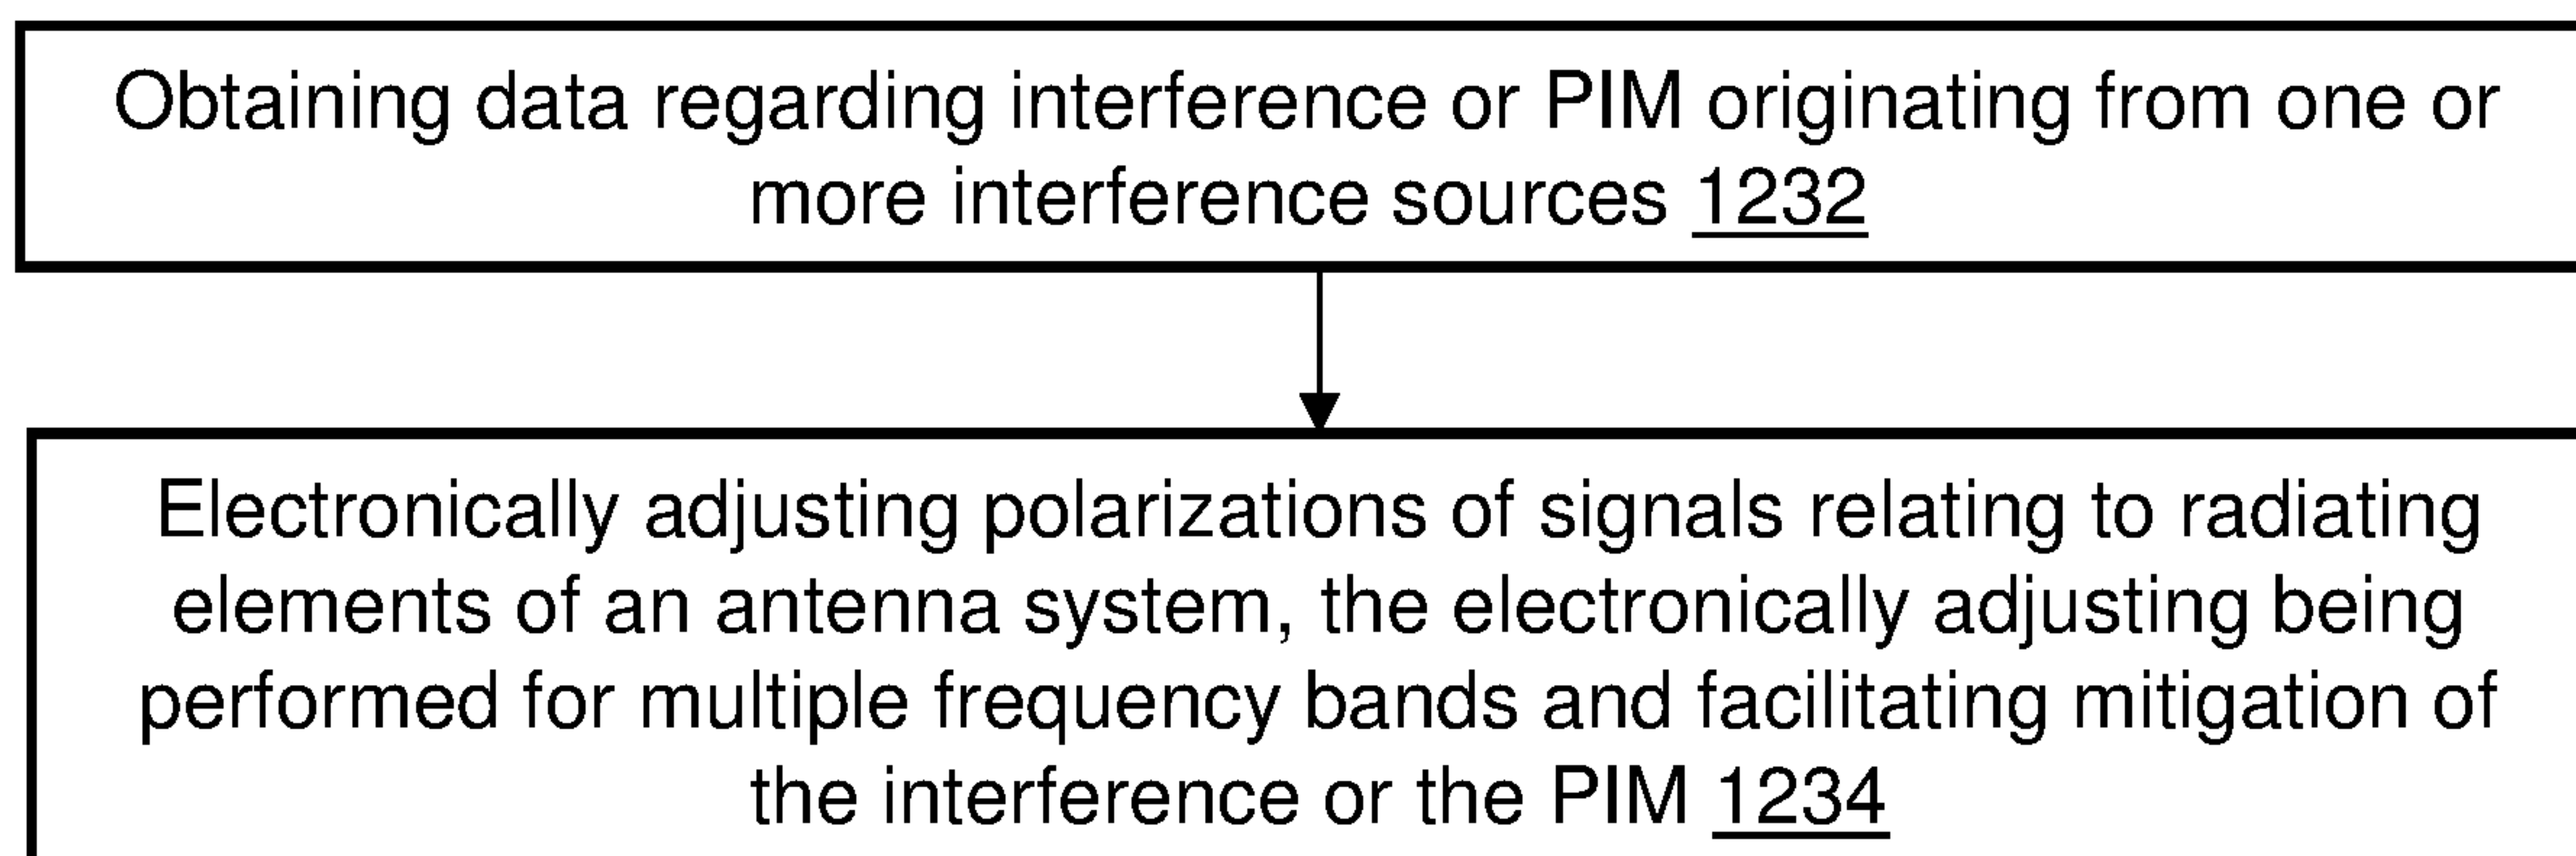 Obtaining data regarding interference or PIM originating from one or
more interference sources 1232
Electronically adjusting polarizations of signals relating to radiating
elements of an antenna system, the electronically adjusting being
performed for multiple frequency bands and facilitating mitigation of
the interference or the PIM 1234